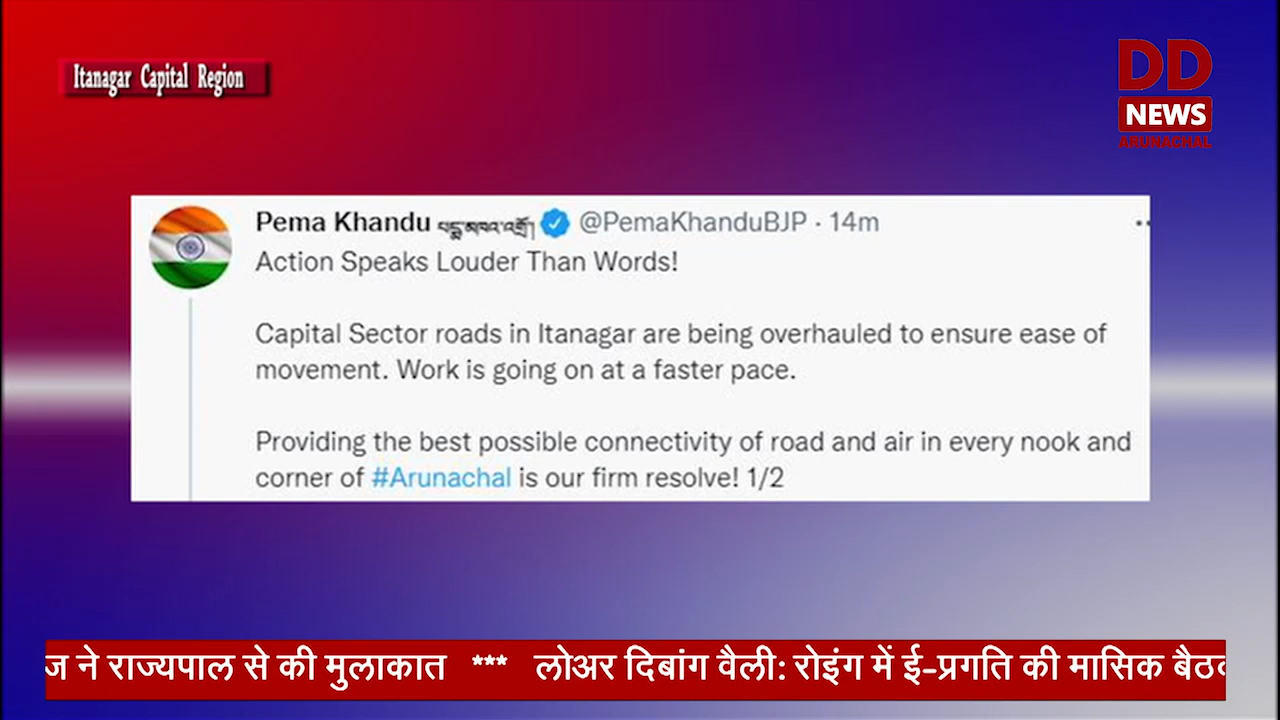 Itanagar Capital Region
DD
NEWS
ARUNACHAL
Pema Khandu པདྨ་མཁའ་འགྲོ། @PemaKhanduBJP · 14m
Action Speaks Louder Than Words!
Capital Sector roads in Itanagar are being overhauled to ensure ease of
movement. Work is going on at a faster pace.
Providing the best possible connectivity of road and air in every nook and
corner of #Arunachal is our firm resolve! 1/2
ज ने राज्यपाल से की मुलाकात *** लोअर दिबांग वैली: रोइंग में ई-प्रगति की मासिक